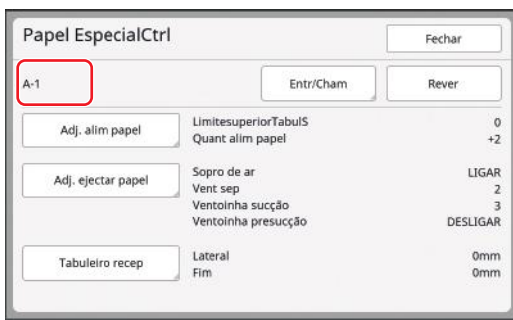 Papel EspecialCtrl
Fechar
A-1
Entr/Cham
Rever
Adj. alim papel
LimitesuperiorTabulS 0
Quant alim papel +2
Adj. ejectar papel
Sopro de ar LIGAR
Vent sep 2
Ventoinha sucção 3
Ventoinha presucção DESLIGAR
Tabuleiro recep
Lateral 0mm
Fim 0mm